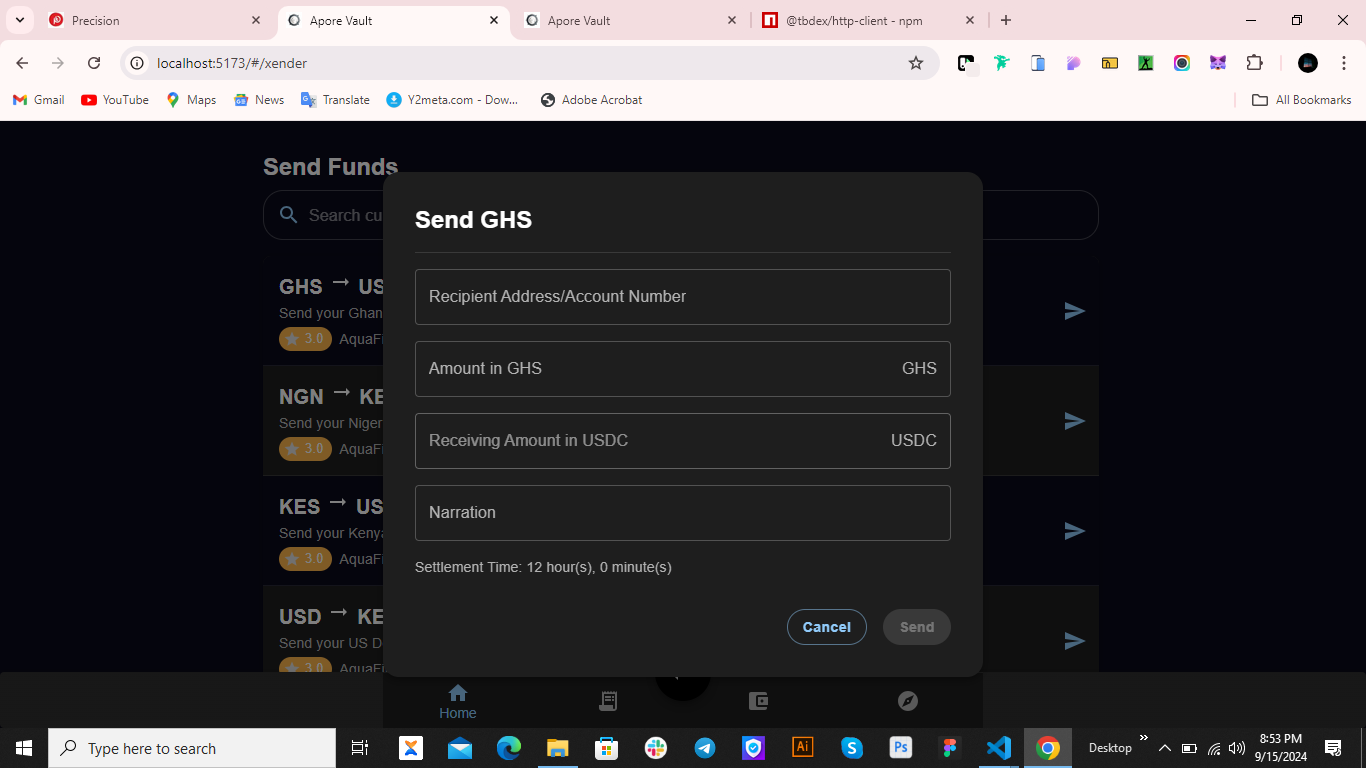 Precision
Apore Vault
Apore Vault
@tbdex/http-client - npm
localhost:5173/#/xender
Gmail
YouTube
Maps
News
Translate
Y2meta.com - Dow...
Adobe Acrobat
All Bookmarks
Send Funds
Search cu
GHS → US
Send your Ghan
3.0 AquaFi
NGN → KE
Send your Niger
3.0 AquaFi
KES → US
Send your Kenya
3.0 AquaFi
USD → KE
Send your US D
3.0 AquaFi
Send GHS
Recipient Address/Account Number
Amount in GHS GHS
Receiving Amount in USDC USDC
Narration
Settlement Time: 12 hour(s), 0 minute(s)
Cancel Send
Home
Type here to search
Desktop
8:53 PM
9/15/2024